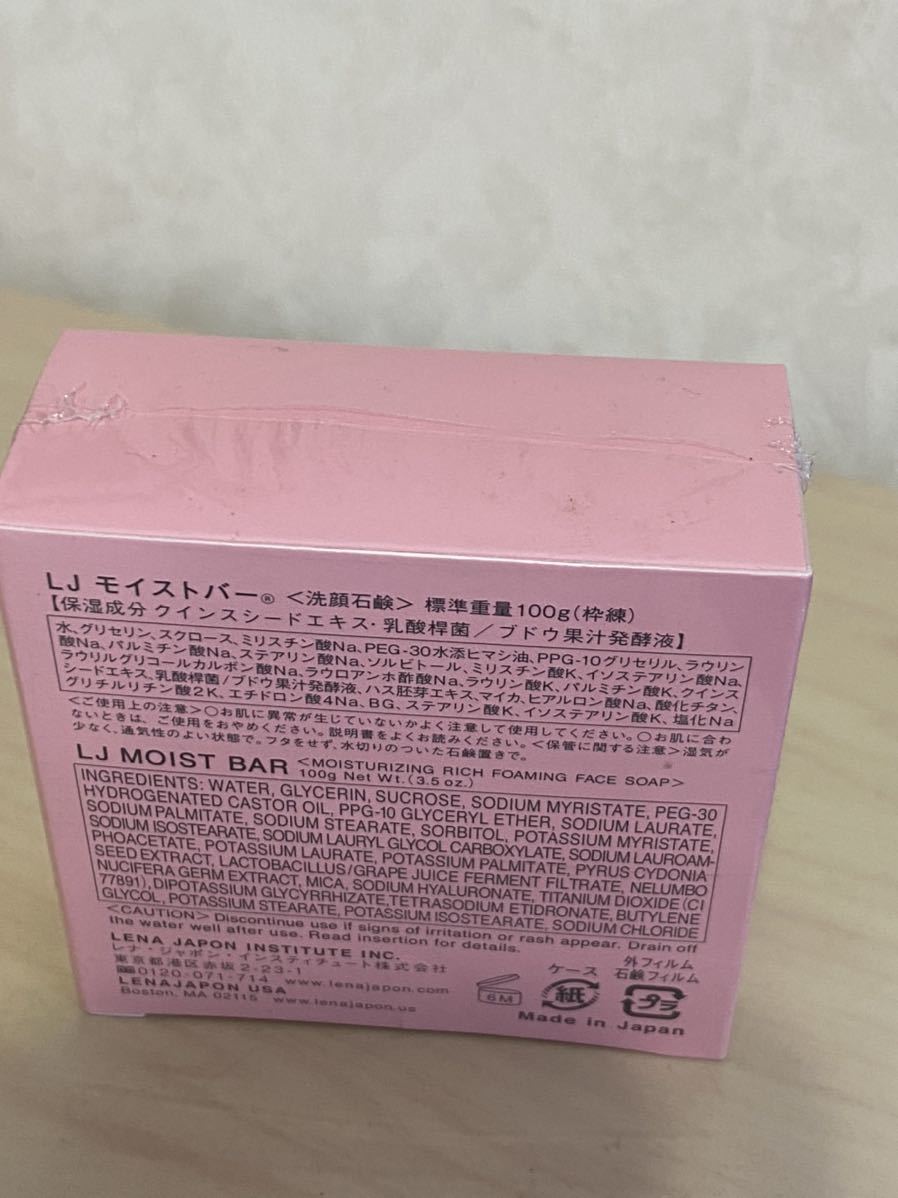 LJ モイストバー® <洗顔石鹸> 標準重量100g(枠練)
【保湿成分 クインスシードエキス・乳酸桿菌/ブドウ果汁発酵液】
水、グリセリン、スクロース、ミリスチン酸Na、PEG-30水添ヒマシ油、PPG-10グリセリル、ラウリン
酸Na、パルミチン酸Na、ステアリン酸Na、ソルビトール、ミリスチン酸K、イソステアリン酸Na、
ラウリルグリコールカルボン酸Na、ラウロアンホ酢酸Na、ラウリン酸K、パルミチン酸K、クインス
シードエキス、乳酸桿菌/ブドウ果汁発酵液、ハス胚芽エキス、マイカ、ヒアルロン酸Na、酸化チタン、
グリチルリチン酸2K、エチドロン酸4Na、BG、ステアリン酸K、イソステアリン酸K、塩化Na
<ご使用上の注意>○お肌に異常が生じていないかよく注意して使用してください。○お肌に合わ
ないときは、ご使用をおやめください。説明書をよくお読みください。<保管に関する注意>湿気が
少なく、通気性のよい状態で。フタをせず、水切りのついた石鹸置きで。
LJ MOIST BAR <MOISTURIZING RICH FOAMING FACE SOAP>
100g Net Wt.(3.5 oz.)
INGREDIENTS: WATER, GLYCERIN, SUCROSE, SODIUM MYRISTATE, PEG-30
HYDROGENATED CASTOR OIL, PPG-10 GLYCERYL ETHER, SODIUM LAURATE,
SODIUM PALMITATE, SODIUM STEARATE, SORBITOL, POTASSIUM MYRISTATE,
SODIUM ISOSTEARATE, SODIUM LAURYL GLYCOL CARBOXYLATE, SODIUM LAUROAM-
PHOACETATE, POTASSIUM LAURATE, POTASSIUM PALMITATE, PYRUS CYDONIA
SEED EXTRACT, LACTOBACILLUS/GRAPE JUICE FERMENT FILTRATE, NELUMBO
NUCIFERA GERM EXTRACT, MICA, SODIUM HYALURONATE, TITANIUM DIOXIDE (CI
77891), DIPOTASSIUM GLYCYRRHIZATE, TETRASODIUM ETIDRONATE, BUTYLENE
GLYCOL, POTASSIUM STEARATE, POTASSIUM ISOSTEARATE, SODIUM CHLORIDE
<CAUTION> Discontinue use if signs of irritation or rash appear. Drain off
the water well after use. Read insertion for details.
LENA JAPON INSTITUTE INC.
レナ・ジャポン・インスティチュート株式会社
東京都港区赤坂2-23-1
0120-071-714 www.lenajapon.com
LENAJAPON USA
Boston, MA 02115 www.lenajapon.us
6M
ケース
紙
外フィルム
石鹸フィルム
プラ
Made in Japan